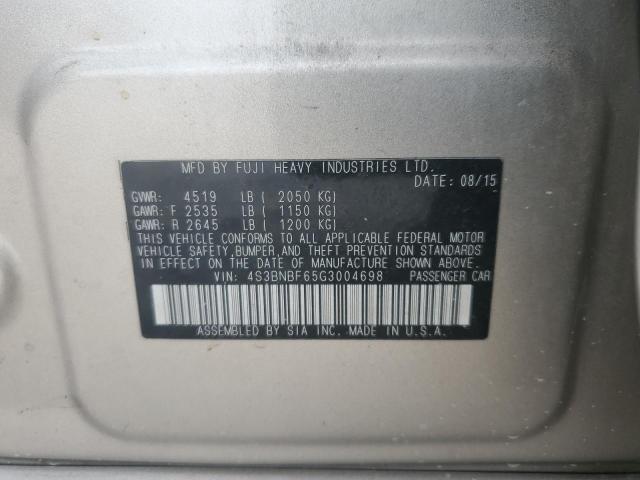 MFD BY FUJI HEAVY INDUSTRIES LTD.
DATE: 08/15
GVWR: 4519 LB ( 2050 KG)
GAWR: F 2535 LB ( 1150 KG)
GAWR: R 2645 LB ( 1200 KG)
THIS VEHICLE CONFORMS TO ALL APPLICABLE FEDERAL MOTOR
VEHICLE SAFETY, BUMPER, AND THEFT PREVENTION STANDARDS
IN EFFECT ON THE DATE OF MANUFACTURE SHOWN ABOVE.
VIN: 4S3BNBF65G3004698 PASSENGER CAR
ASSEMBLED BY SIA INC. MADE IN U.S.A.